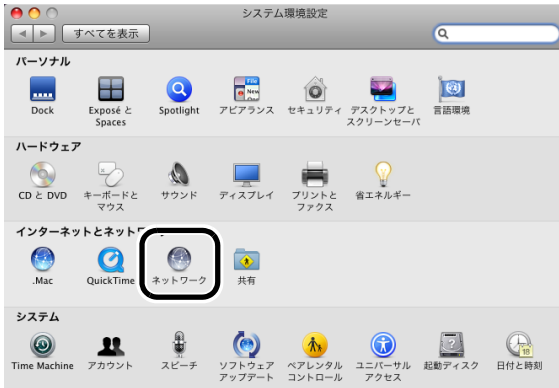 システム環境設定
すべてを表示
パーソナル
Dock
Exposé と
Spaces
Spotlight
アピアランス
セキュリティ
デスクトップと
スクリーンセーバ
言語環境
ハードウェア
CD と DVD
キーボードと
マウス
サウンド
ディスプレイ
プリントと
ファクス
省エネルギー
インターネットとネット
.Mac
QuickTime
ネットワーク
共有
システム
Time Machine
アカウント
スピーチ
ソフトウェア
アップデート
ペアレンタル
コントロール
ユニバーサル
アクセス
起動ディスク
日付と時刻